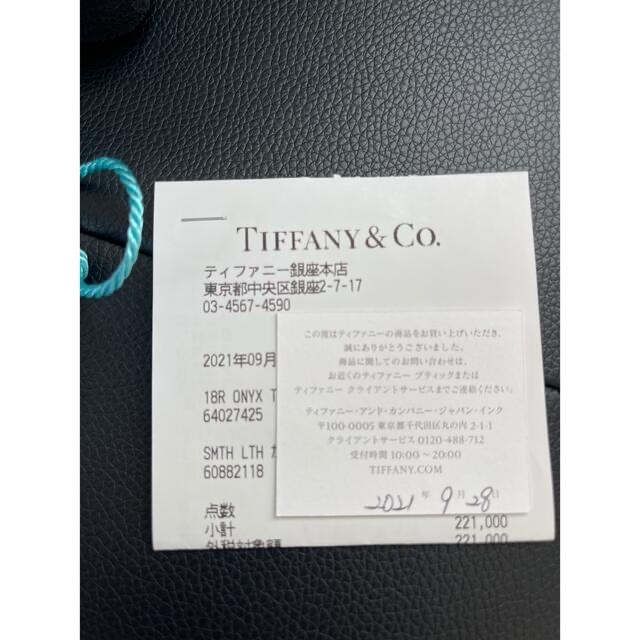 TIFFANY & CO.
ティファニー銀座本店
東京都中央区銀座2-7-17
03-4567-4590
2021年09月
18R ONYX T
64027425
SMTH LTH
60882118
点数
小計 221,000
外税対象額 221,000
この度はティファニーの商品をお買い上げいただき、
誠にありがとうございました。
商品に関してのお問い合わせは、
お近くのティファニー ブティックまたは
ティファニー クライアントサービスまでご連絡ください。
ティファニー・アンド・カンパニー・ジャパン・インク
〒100-0005 東京都千代田区丸の内 2-1-1
クライアントサービス 0120-488-712
受付時間 10:00～20:00
TIFFANY.COM
2021年 9月 28日